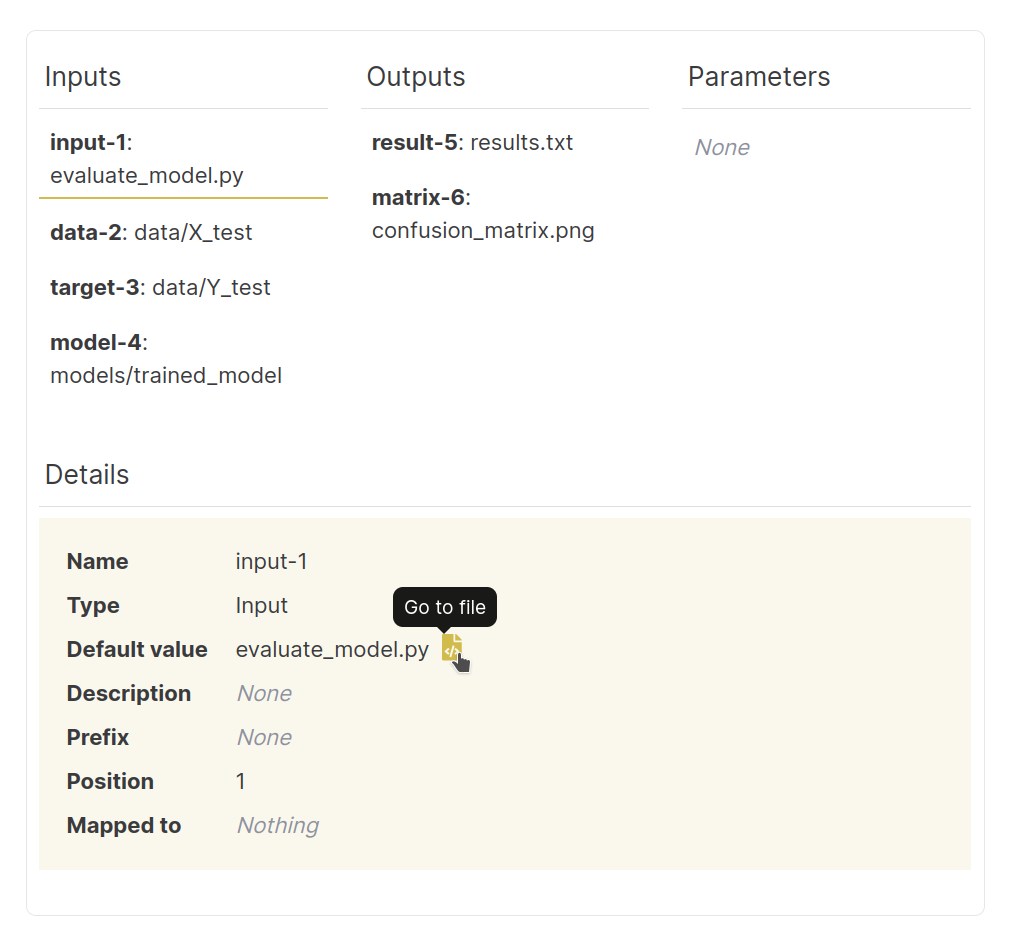 Inputs
input-1:
evaluate_model.py
data-2: data/X_test
target-3: data/Y_test
model-4:
models/trained_model
Outputs
result-5: results.txt
matrix-6:
confusion_matrix.png
Parameters
None
Details
Name input-1
Type Input
Go to file
Default value evaluate_model.py
Description None
Prefix None
Position 1
Mapped to Nothing